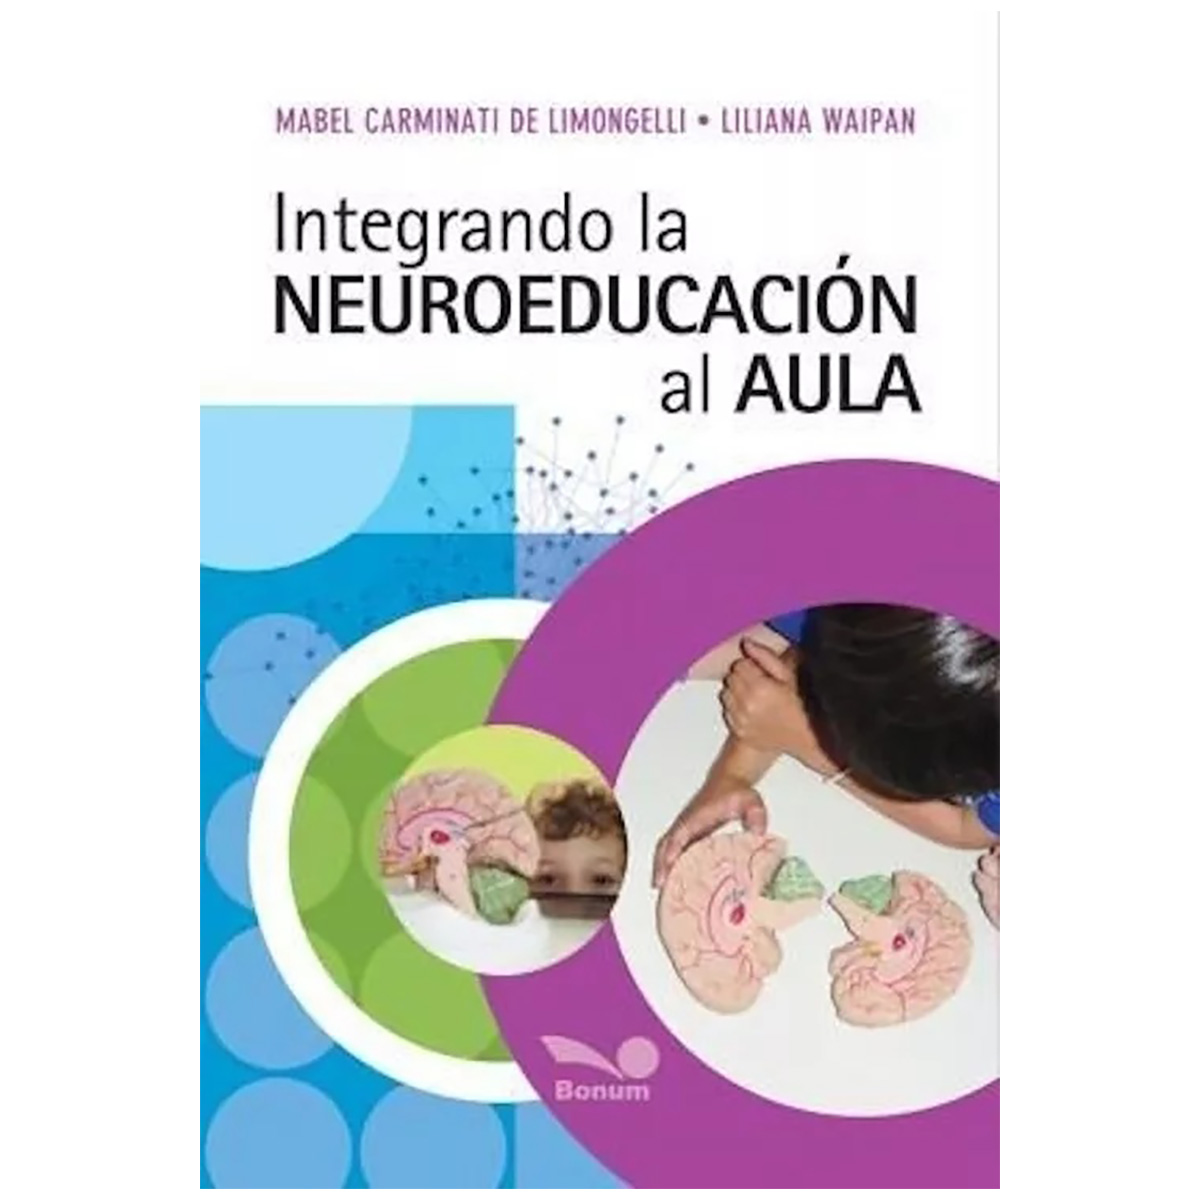 MABEL CARMINATI DE LIMONGELLI • LILIANA WAIPAN
Integrando la
NEUROEDUCACIÓN
al AULA
Bonum